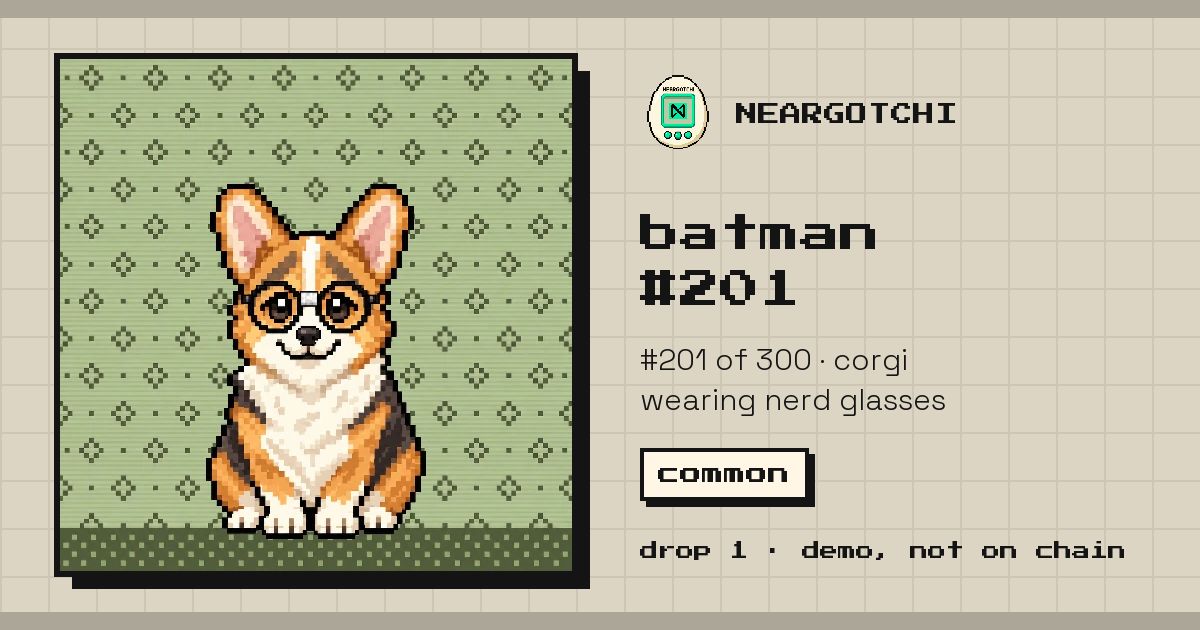 NEARGOTCHI
NEARGOTCHI
batman
#201
#201 of 300 · corgi
wearing nerd glasses
common
drop 1 · demo, not on chain